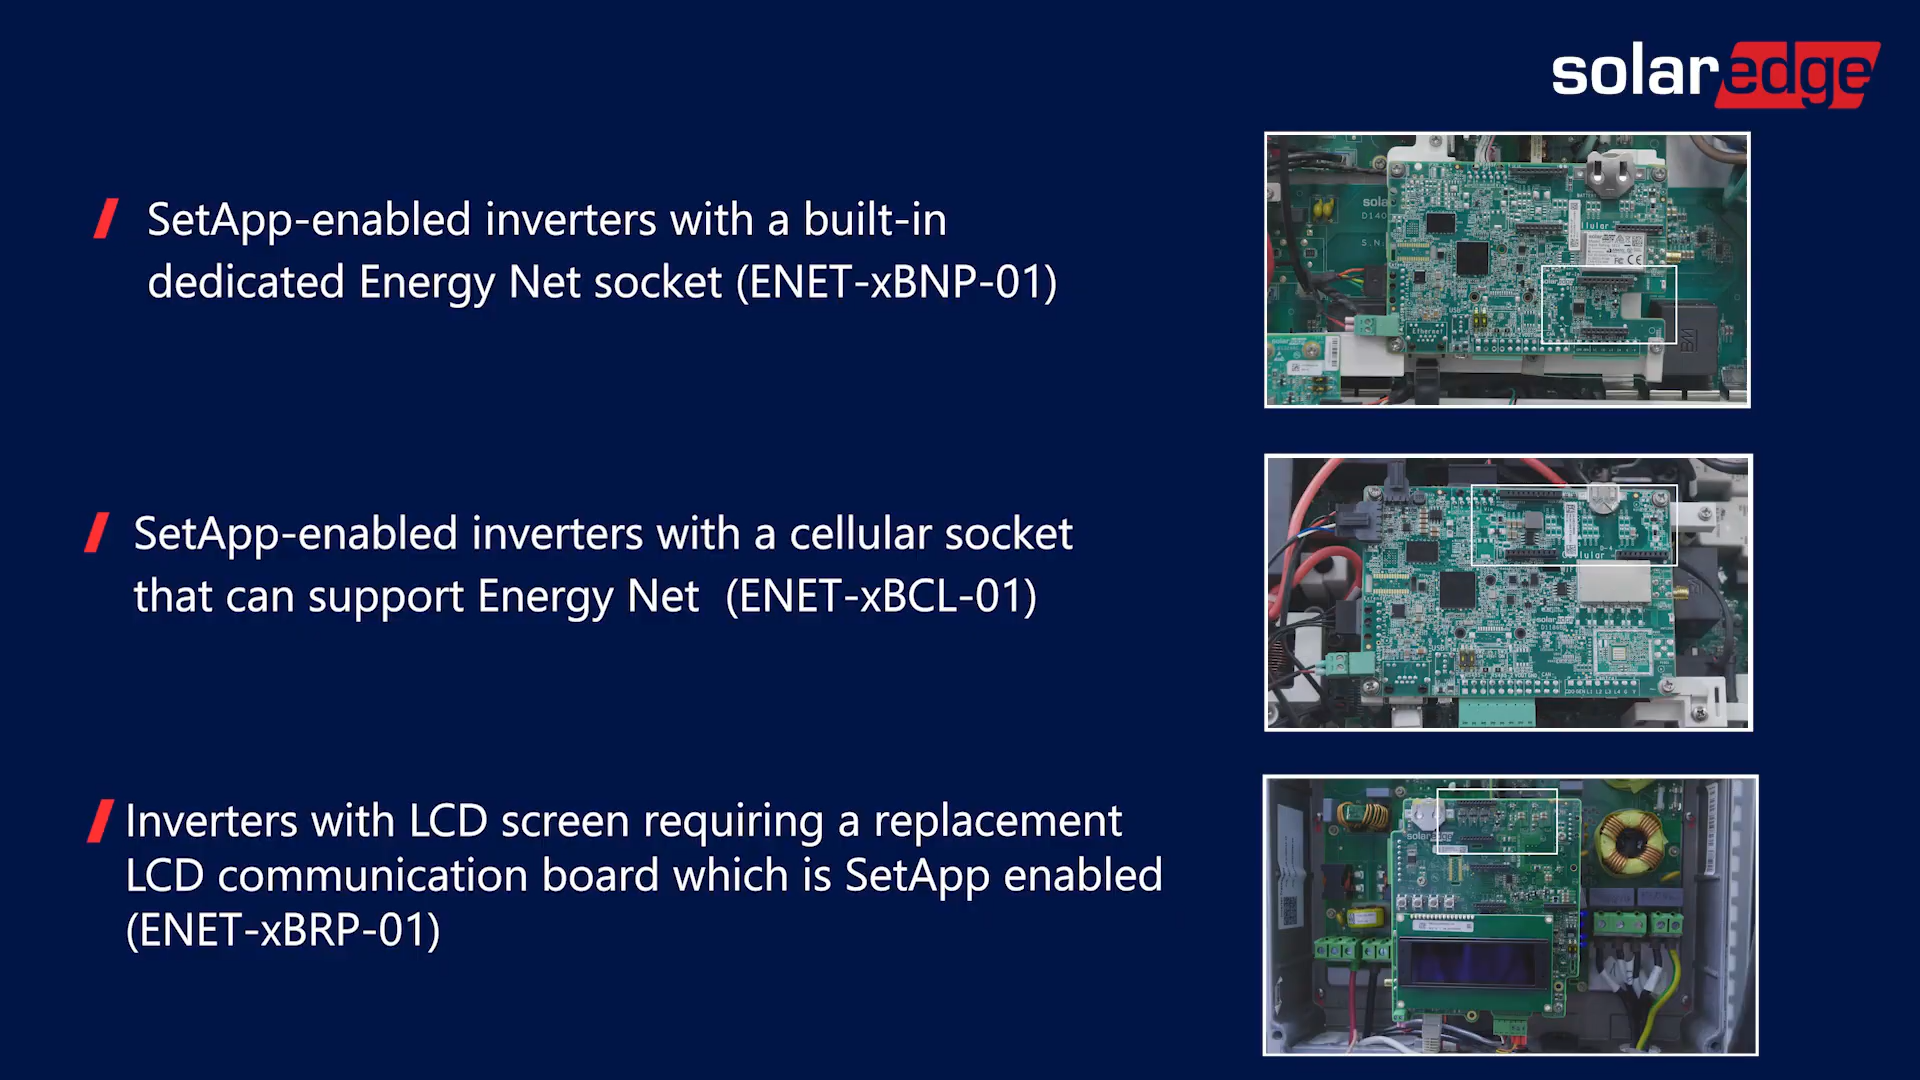 solaredge
SetApp-enabled inverters with a built-in
dedicated Energy Net socket (ENET-xBNP-01)
SetApp-enabled inverters with a cellular socket
that can support Energy Net (ENET-xBCL-01)
Inverters with LCD screen requiring a replacement
LCD communication board which is SetApp enabled
(ENET-xBRP-01)
Ethernet
Cellular